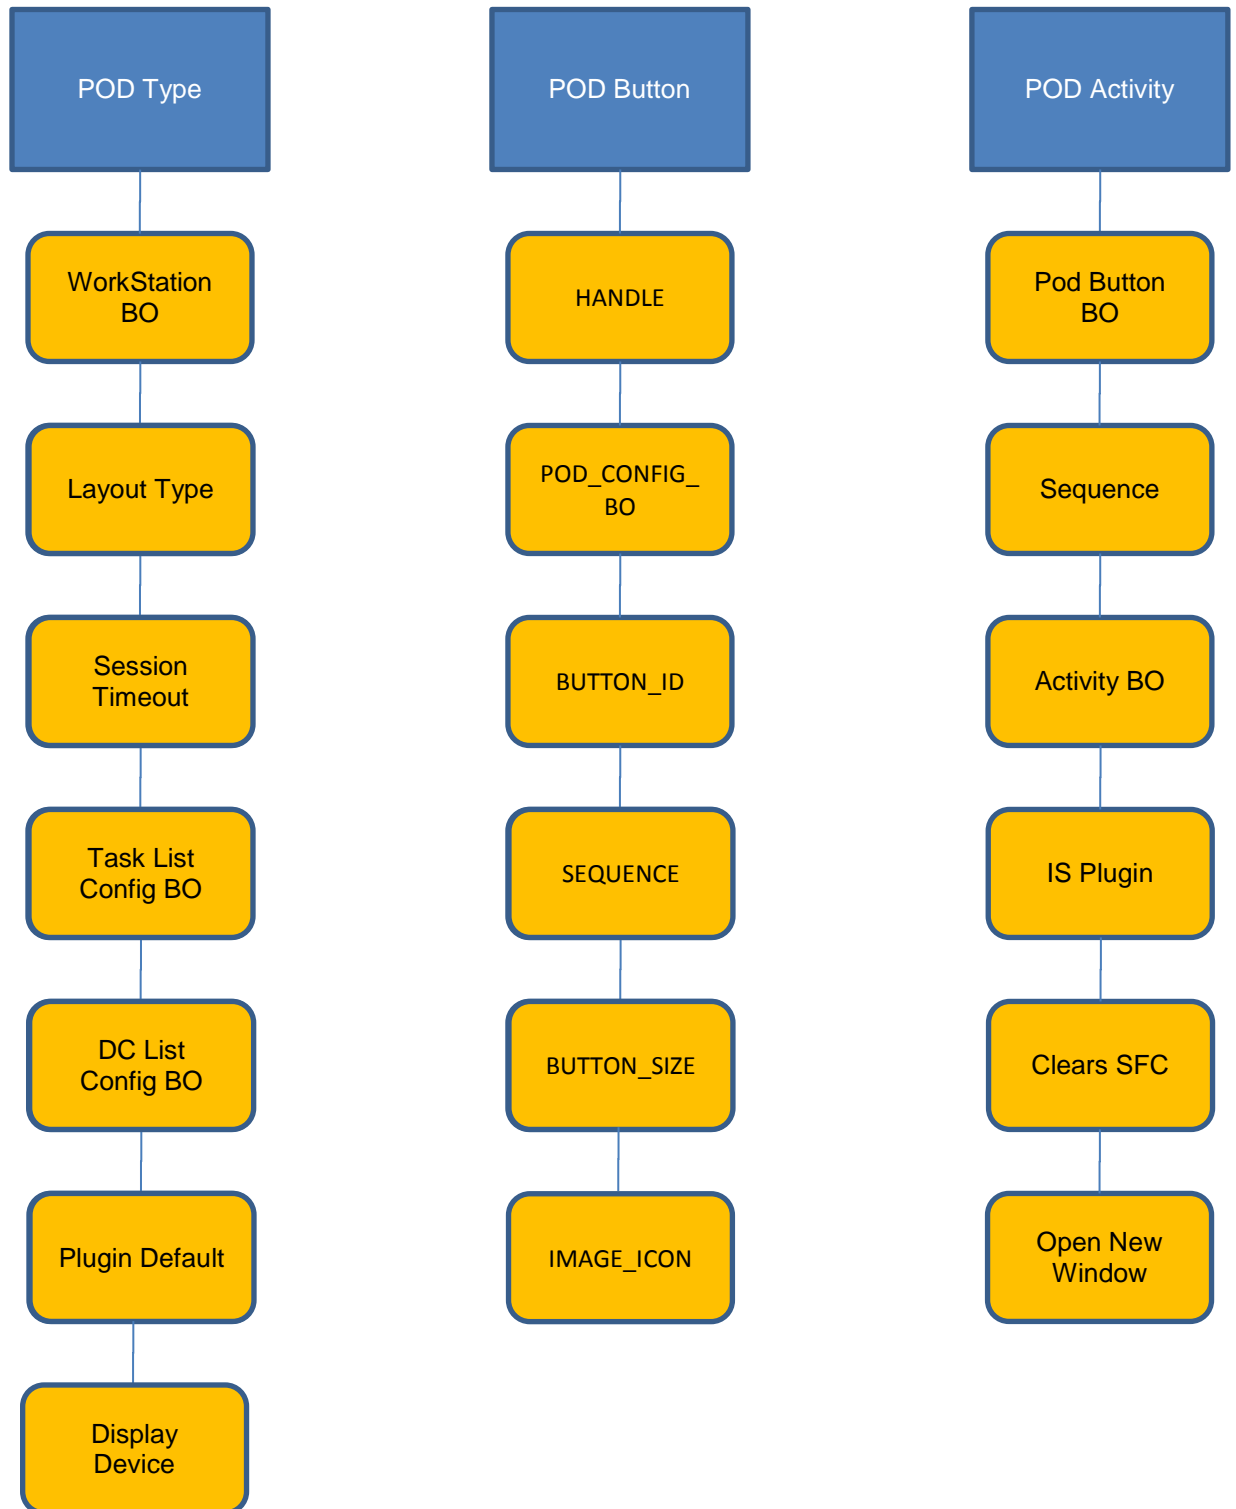 POD Type
POD Button
POD Activity
WorkStation
BO
HANDLE
Pod Button
BO
Layout Type
POD_CONFIG_
BO
Sequence
Session
Timeout
BUTTON_ID
Activity BO
Task List
Config BO
SEQUENCE
IS Plugin
DC List
Config BO
BUTTON_SIZE
Clears SFC
Plugin Default
IMAGE_ICON
Open New
Window
Display
Device